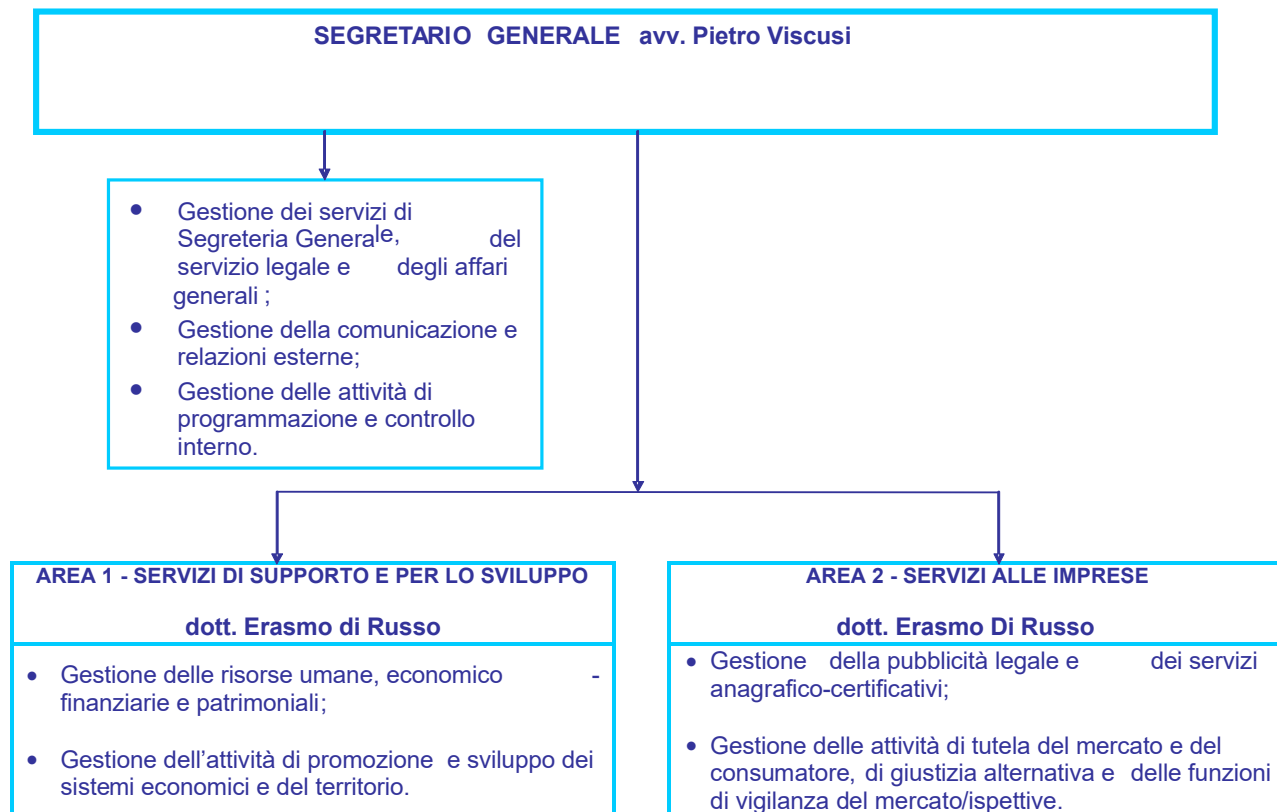 SEGRETARIO GENERALE avv. Pietro Viscusi
• Gestione dei servizi di
Segreteria Generale, del
servizio legale e degli affari
generali ;
• Gestione della comunicazione e
relazioni esterne;
• Gestione delle attività di
programmazione e controllo
interno.
AREA 1 - SERVIZI DI SUPPORTO E PER LO SVILUPPO
dott. Erasmo di Russo
• Gestione delle risorse umane, economico -
finanziarie e patrimoniali;
• Gestione dell’attività di promozione e sviluppo dei
sistemi economici e del territorio.
AREA 2 - SERVIZI ALLE IMPRESE
dott. Erasmo Di Russo
• Gestione della pubblicità legale e dei servizi
anagrafico-certificativi;
• Gestione delle attività di tutela del mercato e del
consumatore, di giustizia alternativa e delle funzioni
di vigilanza del mercato/ispettive.